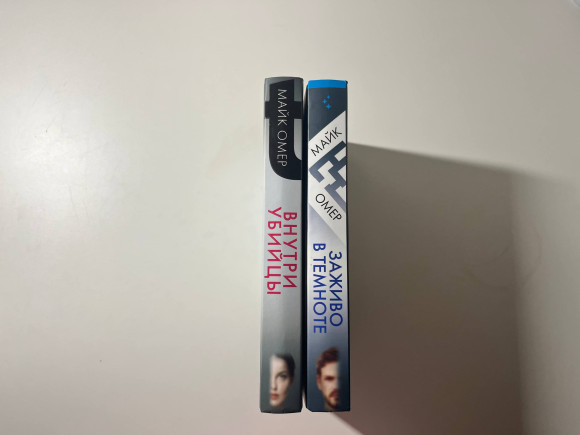 МАЙК ОМЕР
ВНУТРИ
УБИЙЦЫ
МАЙК
ОМЕР
ЗАЖИВО
В ТЕМНОТЕ